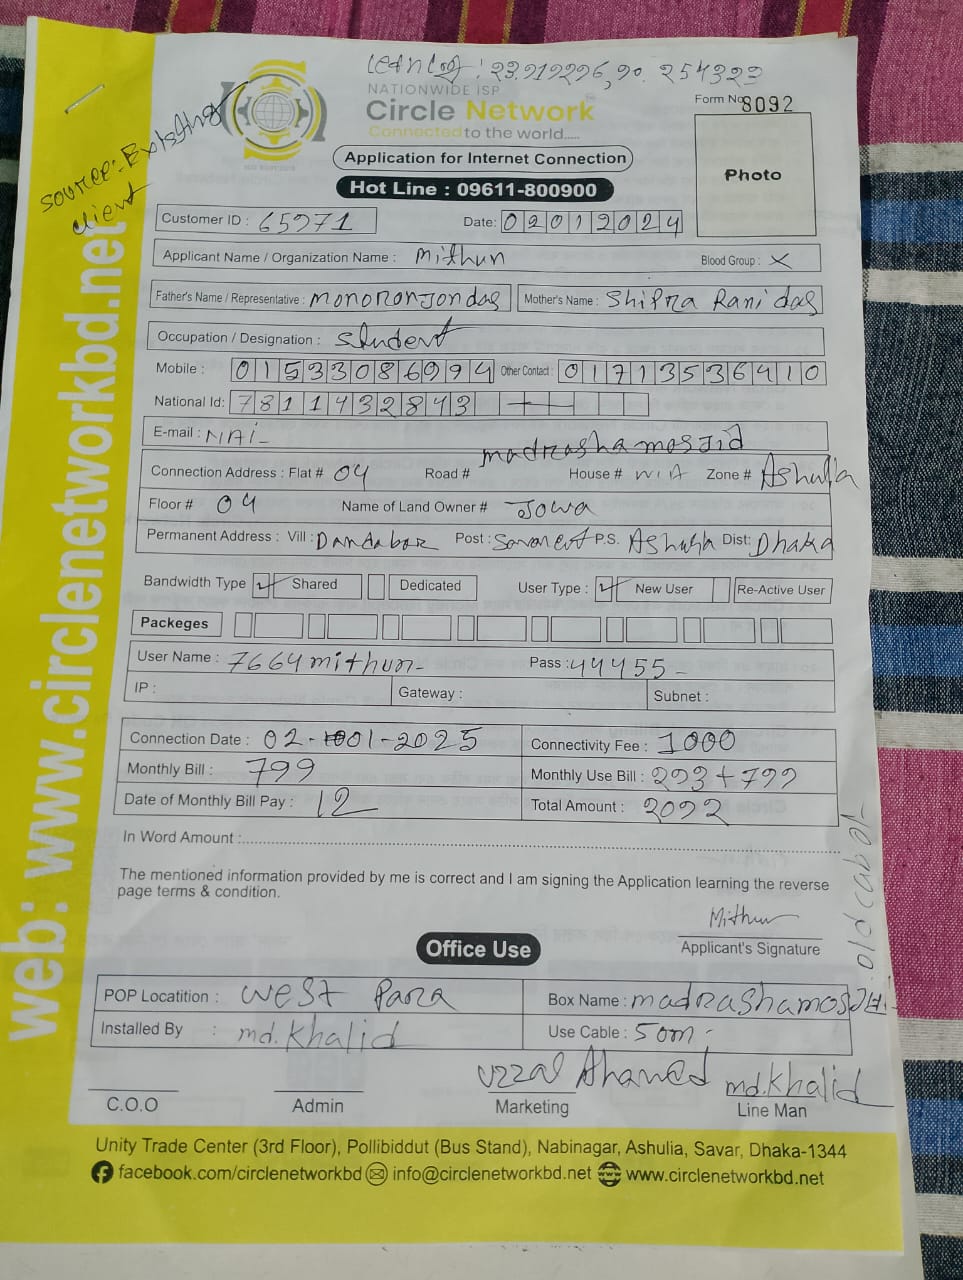 23.919226,90.254323
NATIONWIDE ISP
Circle Network
Connected to the world.....
Form No 8092
Source: Existing
client
Application for Internet Connection
Photo
Hot Line : 09611-800900
Customer ID : 65971 Date: 02012024
Applicant Name / Organization Name : Mithun Blood Group : X
Father's Name / Representative : Monoronjon das Mother's Name : Shipra Rani das
Occupation / Designation : Student
Mobile : 01533086994 Other Contact : 01713536410
National Id: 7811432843
E-mail : NAI-
Connection Address : Flat # 04 Road # madrasha mosjid House # N/A Zone # Ashulia
Floor # 04 Name of Land Owner # Jowa
Permanent Address : Vill : Dandabor Post : P.S. Ashulia Dist: Dhaka
Bandwidth Type Shared Dedicated User Type : New User Re-Active User
Packeges
User Name : 7664mithun- Pass : 44455-
IP : Gateway : Subnet :
Connection Date : 02-01-2025 Connectivity Fee : 1000
Monthly Bill : 799 Monthly Use Bill : 293+799
Date of Monthly Bill Pay : 12 Total Amount : 2092
In Word Amount :
The mentioned information provided by me is correct and I am signing the Application learning the reverse
page terms & condition.
Mithun
Applicant's Signature
old cabol-
Office Use
POP Locatition : West Para Box Name : madrashamosjid
Installed By : md. Khalid Use Cable : 50m-
Uzzal Ahamed md. Khalid
C.O.O Admin Marketing Line Man
Unity Trade Center (3rd Floor), Pollibiddut (Bus Stand), Nabinagar, Ashulia, Savar, Dhaka-1344
facebook.com/circlenetworkbd info@circlenetworkbd.net www.circlenetworkbd.net
web: www.circlenetworkbd.net